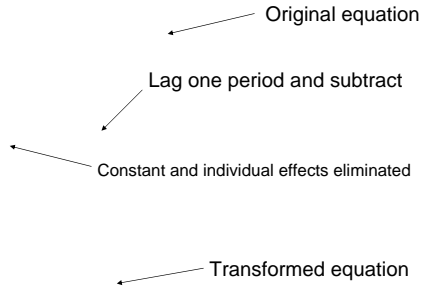 Original equation
Lag one period and subtract
Constant and individual effects eliminated
Transformed equation